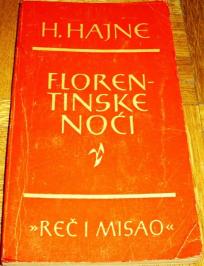 H. HAJNE
FLOREN-
TINSKE
NOĆI
»REČ I MISAO«